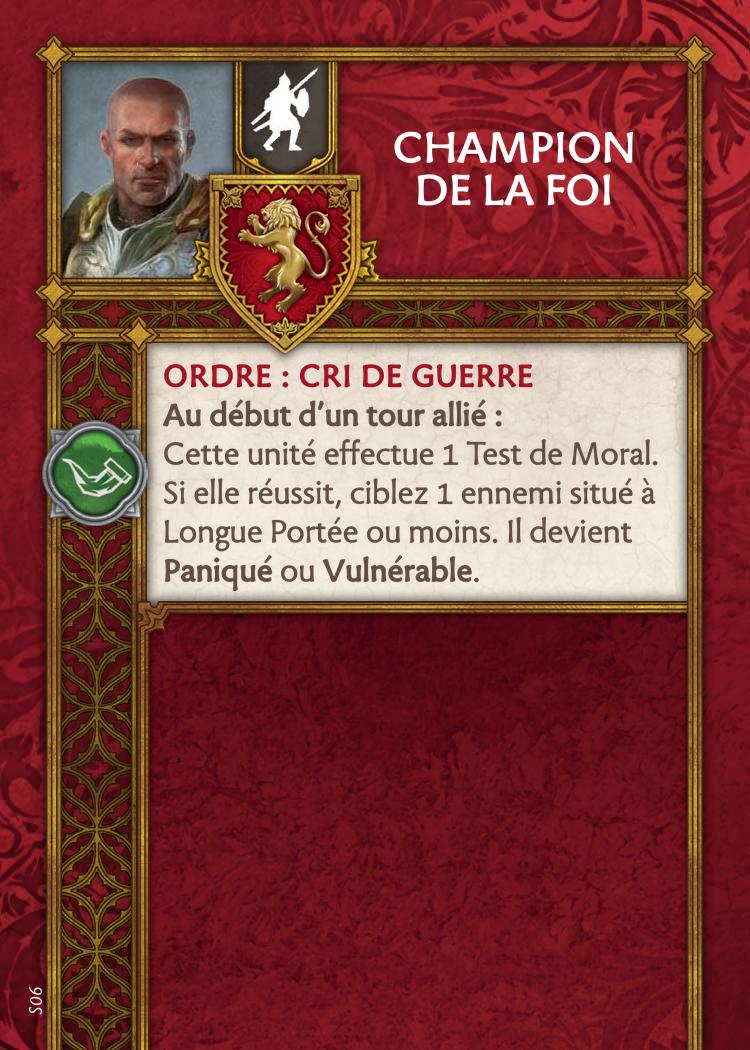 CHAMPION
DE LA FOI
ORDRE : CRI DE GUERRE
Au début d’un tour allié :
Cette unité effectue 1 Test de Moral.
Si elle réussit, ciblez 1 ennemi situé à
Longue Portée ou moins. Il devient
Paniqué ou Vulnérable.
S06